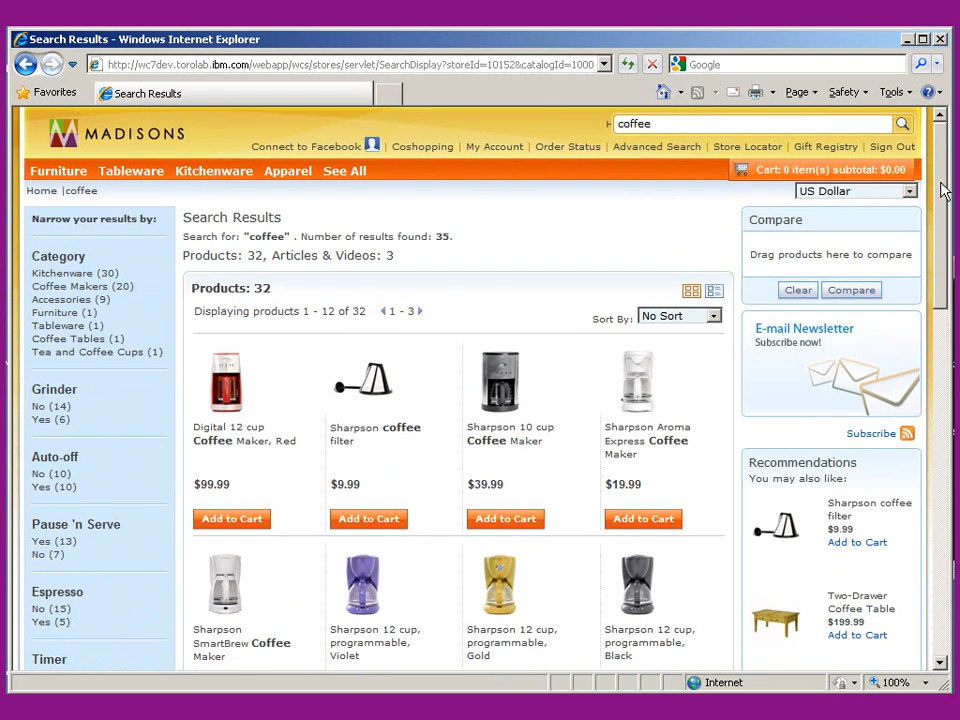 Search Results - Windows Internet Explorer
http://wc7dev.torolab.ibm.com/webapp/wcs/stores/servlet/SearchDisplay?storeId=10152&catalogId=1000
Google
Favorites
Search Results
Page
Safety
Tools
MADISONS
coffee
Connect to Facebook
Coshopping | My Account | Order Status | Advanced Search | Store Locator | Gift Registry | Sign Out
Furniture Tableware Kitchenware Apparel See All
Cart: 0 item(s) subtotal: $0.00
Home |coffee
US Dollar
Narrow your results by:
Category
Kitchenware (30)
Coffee Makers (20)
Accessories (9)
Furniture (1)
Tableware (1)
Coffee Tables (1)
Tea and Coffee Cups (1)
Grinder
No (14)
Yes (6)
Auto-off
No (10)
Yes (10)
Pause 'n Serve
Yes (13)
No (7)
Espresso
No (15)
Yes (5)
Timer
Search Results
Search for: "coffee" . Number of results found: 35.
Products: 32, Articles & Videos: 3
Products: 32
Displaying products 1 - 12 of 32
1 - 3
Sort By:
No Sort
Digital 12 cup
Coffee Maker, Red
$99.99
Add to Cart
Sharpson coffee
filter
$9.99
Add to Cart
Sharpson 10 cup
Coffee Maker
$39.99
Add to Cart
Sharpson Aroma
Express Coffee
Maker
$19.99
Add to Cart
Sharpson
SmartBrew Coffee
Maker
Sharpson 12 cup,
programmable,
Violet
Sharpson 12 cup,
programmable,
Gold
Sharpson 12 cup,
programmable,
Black
Compare
Drag products here to compare
Clear
Compare
E-mail Newsletter
Subscribe now!
Subscribe
Recommendations
You may also like:
Sharpson coffee
filter
$9.99
Add to Cart
Two-Drawer
Coffee Table
$199.99
Add to Cart
Internet
100%